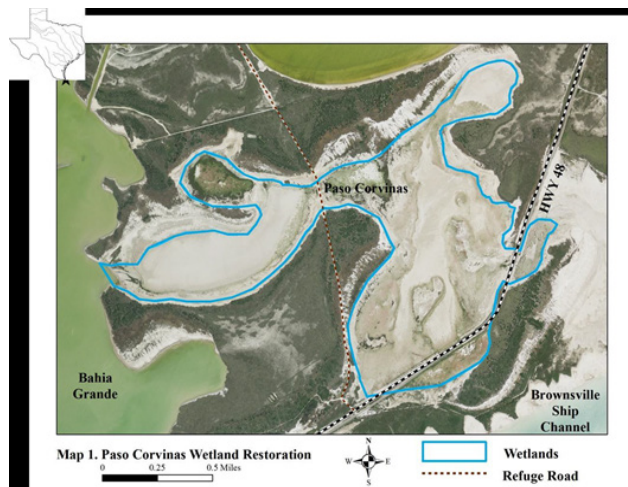 Paso Corvinas
HWY 48
Bahia
Grande
Brownsville
Ship
Channel
Map 1. Paso Corvinas Wetland Restoration
0 0.25 0.5 Miles
N
W E
S
Wetlands
Refuge Road